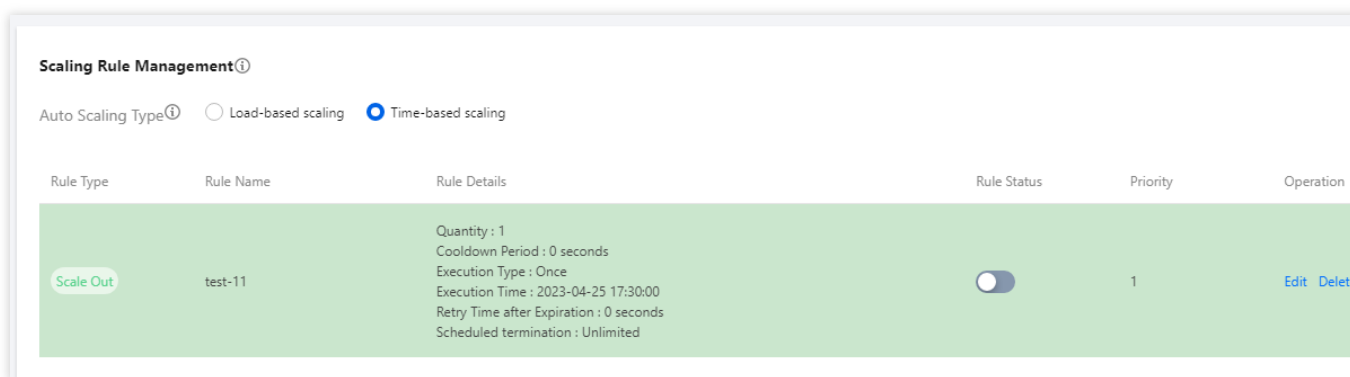 Scaling Rule Management
Auto Scaling Type Load-based scaling Time-based scaling
Rule Type Rule Name Rule Details Rule Status Priority Operation
Quantity : 1
Cooldown Period : 0 seconds
Execution Type : Once
Scale Out test-11 1 Edit Delet
Execution Time : 2023-04-25 17:30:00
Retry Time after Expiration : 0 seconds
Scheduled termination : Unlimited